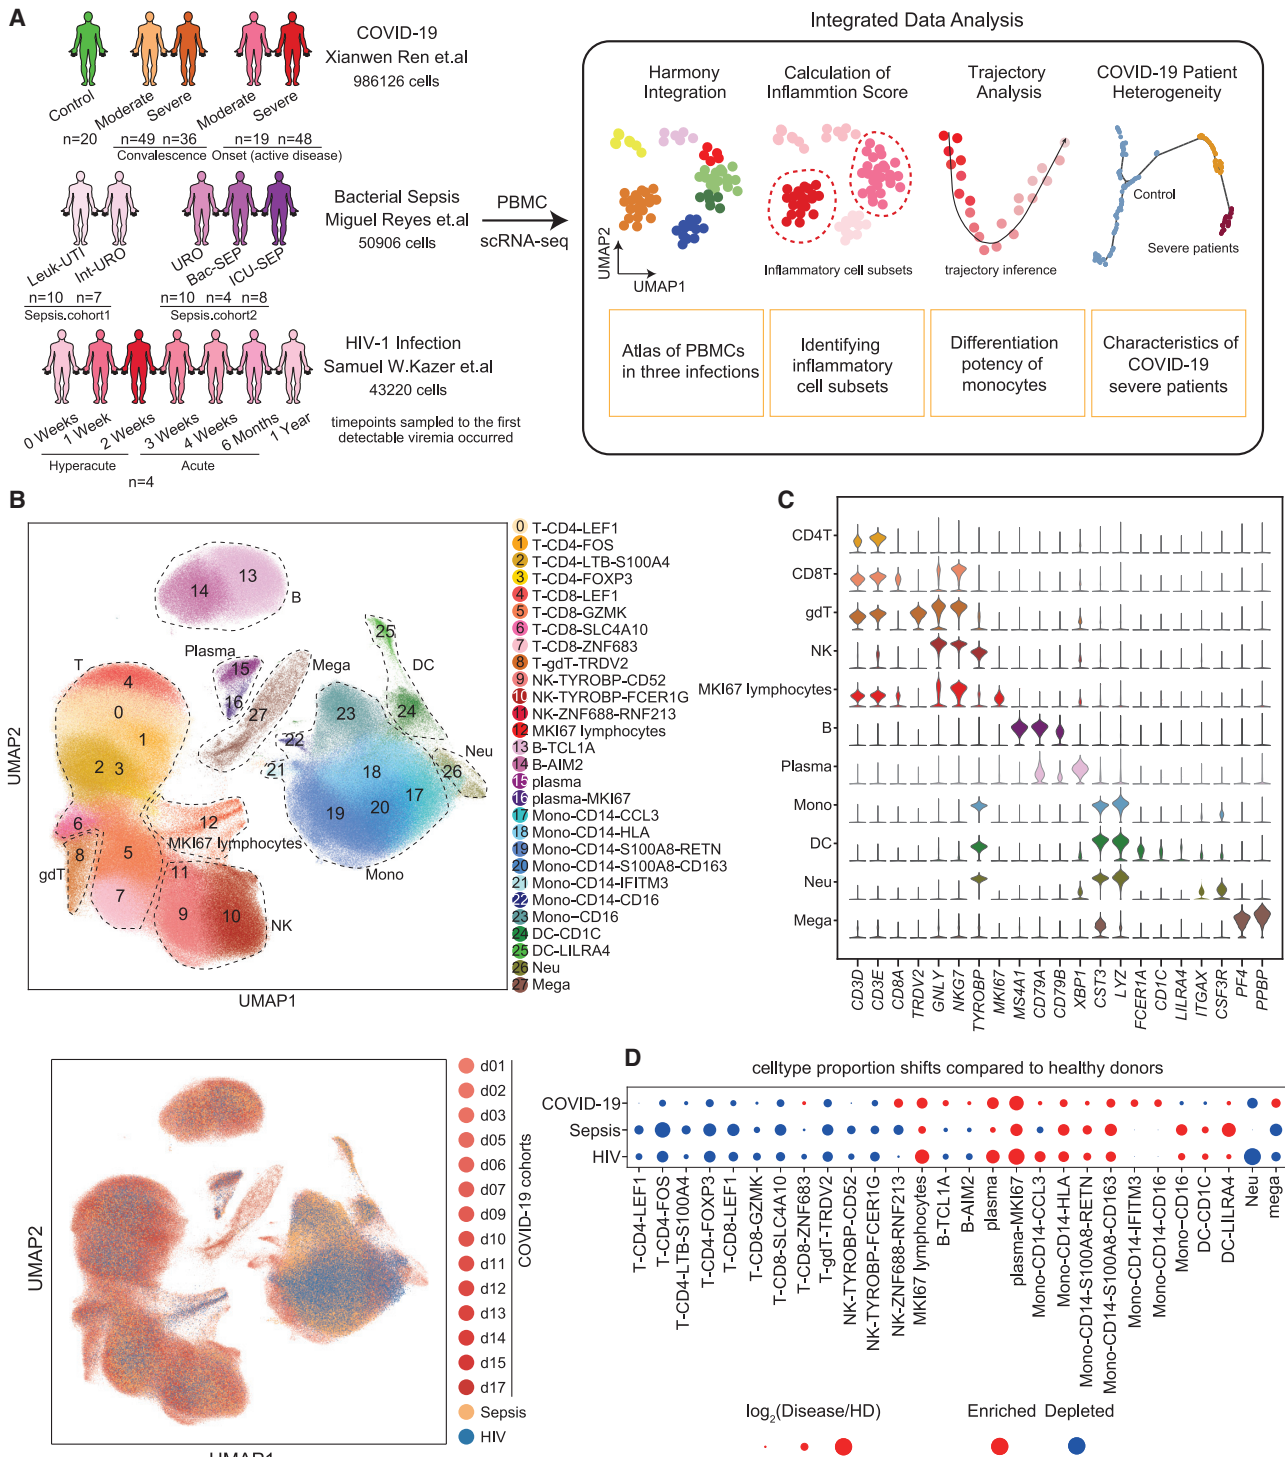 A
COVID-19
Xianwen Ren et.al
986126 cells
Control
Moderate
Severe
Moderate
Severe
n=20
n=49
n=36
n=19
n=48
Convalescence
Onset (active disease)
Bacterial Sepsis
Miguel Reyes et.al
50906 cells
Leuk-UTI
Int-URO
URO
Bac-SEP
ICU-SEP
n=10
n=7
n=10
n=4
n=8
Sepsis.cohort1
Sepsis.cohort2
HIV-1 Infection
Samuel W.Kazer et.al
43220 cells
timepoints sampled to the first
detectable viremia occurred
0 Weeks
1 Week
2 Weeks
3 Weeks
4 Weeks
6 Months
1 Year
Hyperacute
Acute
n=4
PBMC
scRNA-seq
Integrated Data Analysis
Harmony
Integration
Calculation of
Inflammtion Score
Trajectory
Analysis
COVID-19 Patient
Heterogeneity
UMAP2
UMAP1
Inflammatory cell subsets
trajectory inference
Control
Severe patients
Atlas of PBMCs
in three infections
Identifying
inflammatory
cell subsets
Differentiation
potency of
monocytes
Characteristics of
COVID-19
severe patients
B
UMAP2
UMAP1
14
13
B
Plasma
15
16
Mega
27
T
4
0
1
2
3
6
8
gdT
5
7
12
MKI67 lymphocytes
11
9
10
NK
25
DC
24
23
22
21
18
19
20
17
Mono
Neu
26
0 T-CD4-LEF1
1 T-CD4-FOS
2 T-CD4-LTB-S100A4
3 T-CD4-FOXP3
4 T-CD8-LEF1
5 T-CD8-GZMK
6 T-CD8-SLC4A10
7 T-CD8-ZNF683
8 T-gdT-TRDV2
9 NK-TYROBP-CD52
10 NK-TYROBP-FCER1G
11 NK-ZNF688-RNF213
12 MKI67 lymphocytes
13 B-TCL1A
14 B-AIM2
15 plasma
16 plasma-MKI67
17 Mono-CD14-CCL3
18 Mono-CD14-HLA
19 Mono-CD14-S100A8-RETN
20 Mono-CD14-S100A8-CD163
21 Mono-CD14-IFITM3
22 Mono-CD14-CD16
23 Mono−CD16
24 DC-CD1C
25 DC-LILRA4
26 Neu
27 Mega
C
CD4T
CD8T
gdT
NK
MKI67 lymphocytes
B
Plasma
Mono
DC
Neu
Mega
CD3D
CD3E
CD8A
TRDV2
GNLY
NKG7
TYROBP
MKI67
MS4A1
CD79A
CD79B
XBP1
CST3
LYZ
FCER1A
CD1C
LILRA4
ITGAX
CSF3R
PF4
PPBP
UMAP2
UMAP1
d01
d02
d03
d05
d06
d07
d09
d10
d11
d12
d13
d14
d15
d17
Sepsis
HIV
COVID-19 cohorts
D
celltype proportion shifts compared to healthy donors
COVID-19
Sepsis
HIV
T-CD4-LEF1
T-CD4-FOS
T-CD4-LTB-S100A4
T-CD4-FOXP3
T-CD8-LEF1
T-CD8-GZMK
T-CD8-SLC4A10
T-CD8-ZNF683
T-gdT-TRDV2
NK-TYROBP-CD52
NK-TYROBP-FCER1G
NK-ZNF688-RNF213
MKI67 lymphocytes
B-TCL1A
B-AIM2
plasma
plasma-MKI67
Mono-CD14-CCL3
Mono-CD14-HLA
Mono-CD14-S100A8-RETN
Mono-CD14-S100A8-CD163
Mono-CD14-IFITM3
Mono-CD14-CD16
Mono-CD16
DC-CD1C
DC-LILRA4
Neu
mega
log2(Disease/HD)
Enriched
Depleted